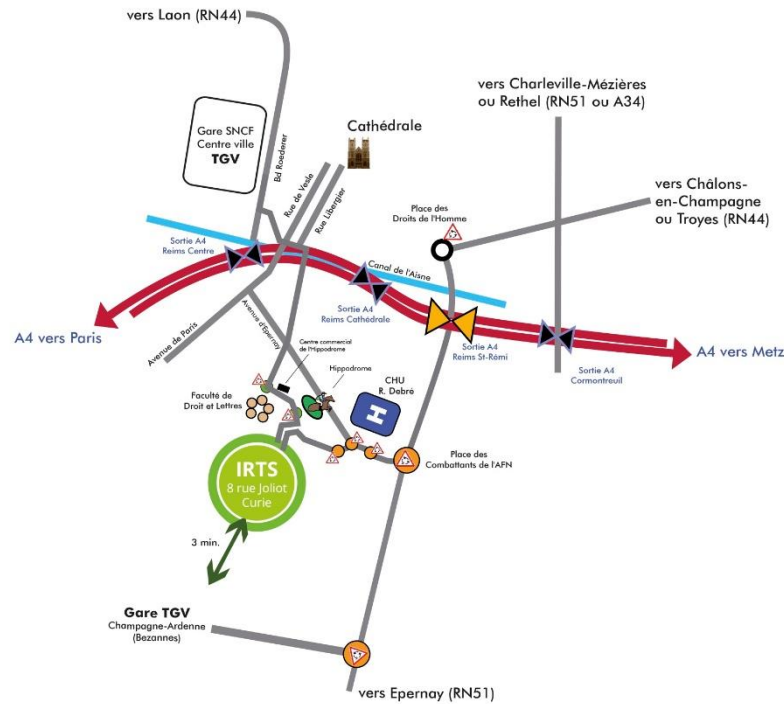 vers Laon (RN44)
vers Charleville-Mézières
ou Rethel (RN51 ou A34)
Gare SNCF
Centre ville
TGV
Bd Roederer
Cathédrale
Rue de Vesle
Rue Libergier
Place des
Droits de l'Homme
vers Châlons-
en-Champagne
ou Troyes (RN44)
Sortie A4
Reims Centre
Canal de l'Aisne
Sortie A4
Reims Cathédrale
A4 vers Paris
Avenue de Paris
Avenue d'Epernay
Sortie A4
Reims St-Rémi
A4 vers Metz
Sortie A4
Cormontreuil
Centre commercial
de l'Hippodrome
Hippodrome
CHU
R. Debré
H
Faculté de
Droit et Lettres
Place des
Combattants de l'AFN
IRTS
8 rue Joliot
Curie
3 min.
Gare TGV
Champagne-Ardenne
(Bezannes)
vers Epernay (RN51)